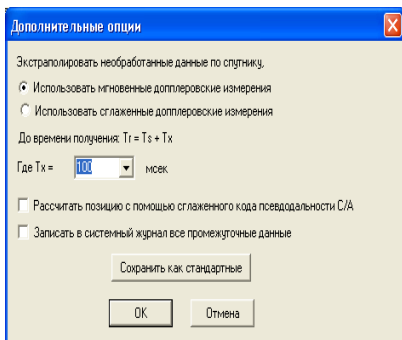 Дополнительные опции
Экстраполировать необработанные данные по спутнику,
Использовать мгновенные допплеровские измерения
Использовать сглаженные допплеровские измерения
До времени получения: Tr = Ts + Tx
Где Tx = 100 мсек
Рассчитать позицию с помощью сглаженного кода псевдодальности C/A
Записать в системный журнал все промежуточные данные
Сохранить как стандартные
OK Отмена